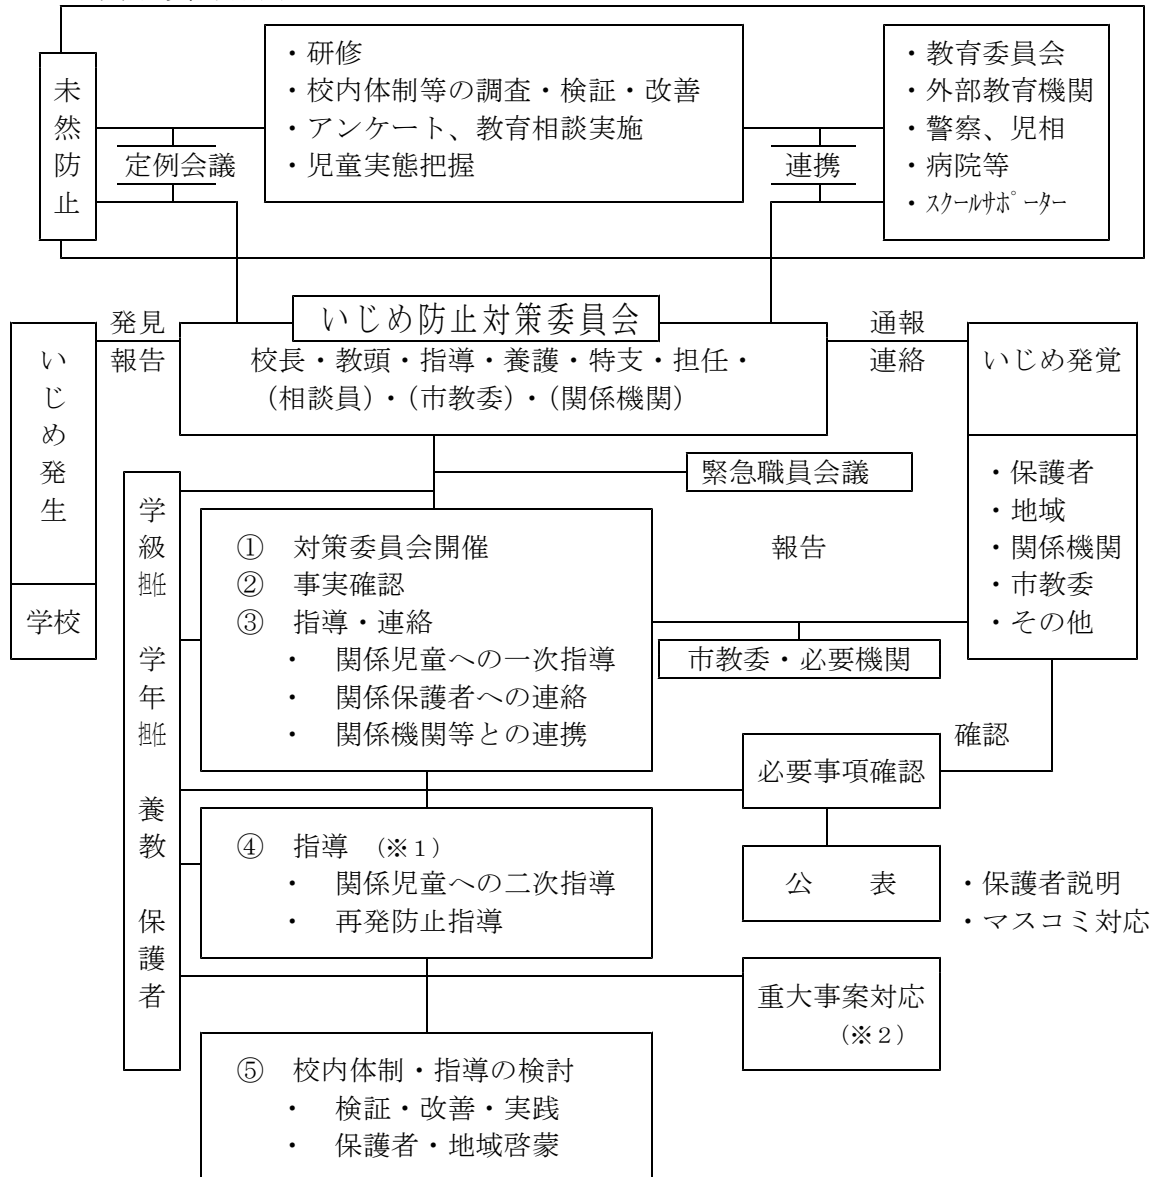 未然防止
・研修
・校内体制等の調査・検証・改善
・アンケート、教育相談実施
・児童実態把握
定例会議
連携
・教育委員会
・外部教育機関
・警察、児相
・病院等
・スクールサポーター
いじめ防止対策委員会
校長・教頭・指導・養護・特支・担任・
(相談員)・(市教委)・(関係機関)
発見
報告
いじめ発生
学校
通報
連絡
いじめ発覚
・保護者
・地域
・関係機関
・市教委
・その他
緊急職員会議
学級担任 学年担任 養教 保護者
① 対策委員会開催
② 事実確認
③ 指導・連絡
・ 関係児童への一次指導
・ 関係保護者への連絡
・ 関係機関等との連携
報告
市教委・必要機関
確認
必要事項確認
④ 指導 (※1)
・ 関係児童への二次指導
・ 再発防止指導
公 表
・保護者説明
・マスコミ対応
重大事案対応
(※2)
⑤ 校内体制・指導の検討
・ 検証・改善・実践
・ 保護者・地域啓蒙